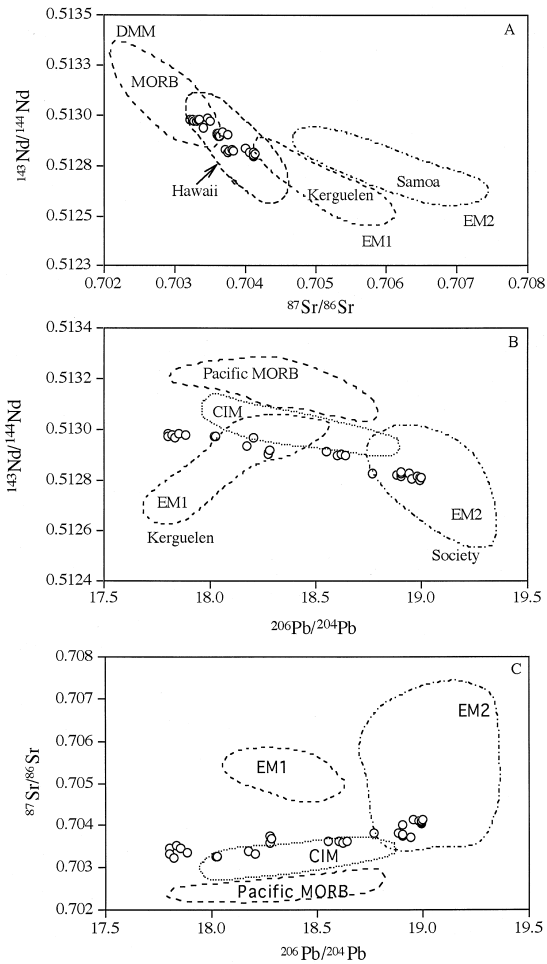 A
0.5135
0.5133
0.5130
0.5128
0.5125
0.5123
DMM
MORB
Hawaii
Kerguelen
Samoa
EM1
EM2
¹⁴³Nd/¹⁴⁴Nd
0.702 0.703 0.704 0.705 0.706 0.707 0.708
⁸⁷Sr/⁸⁶Sr
B
0.5134
0.5132
0.5130
0.5128
0.5126
0.5124
Pacific MORB
CIM
EM1
Kerguelen
EM2
Society
¹⁴³Nd/¹⁴⁴Nd
17.5 18.0 18.5 19.0 19.5
²⁰⁶Pb/²⁰⁴Pb
C
0.708
0.707
0.706
0.705
0.704
0.703
0.702
EM2
EM1
CIM
Pacific MORB
⁸⁷Sr/⁸⁶Sr
17.5 18.0 18.5 19.0 19.5
²⁰⁶Pb/²⁰⁴Pb